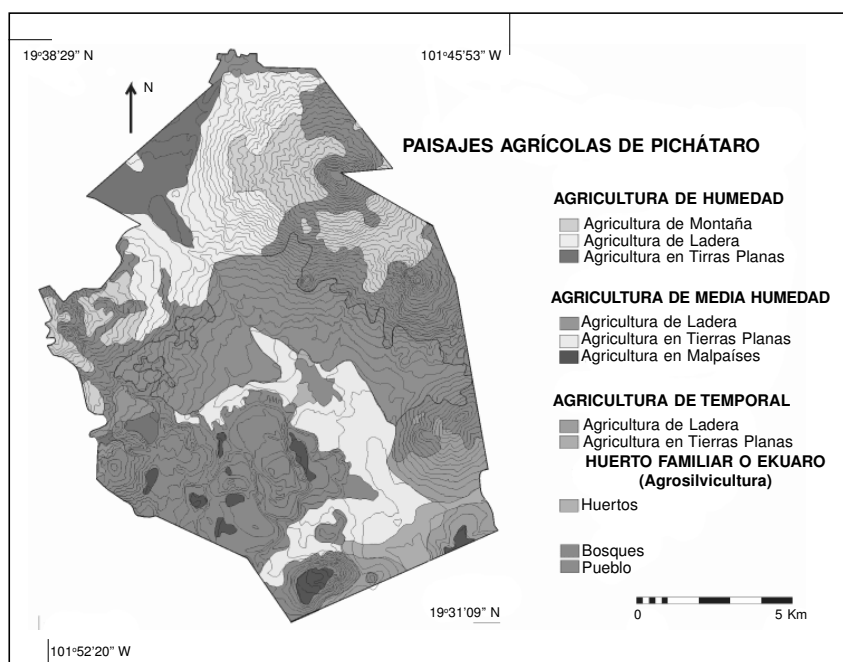 19°38'29” N
101°45'53” W
N
PAISAJES AGRÍCOLAS DE PICHÁTARO
AGRICULTURA DE HUMEDAD
Agricultura de Montaña
Agricultura de Ladera
Agricultura en Tirras Planas
AGRICULTURA DE MEDIA HUMEDAD
Agricultura de Ladera
Agricultura en Tierras Planas
Agricultura en Malpaíses
AGRICULTURA DE TEMPORAL
Agricultura de Ladera
Agricultura en Tierras Planas
HUERTO FAMILIAR O EKUARO
(Agrosilvicultura)
Huertos
Bosques
Pueblo
19°31'09” N
0 5 Km
101°52'20” W